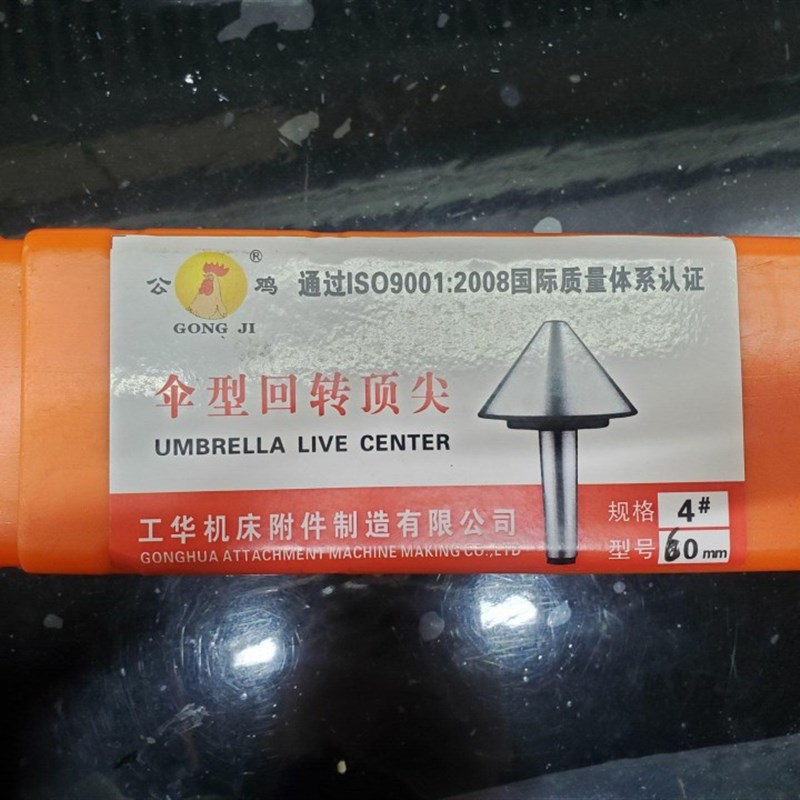 公 ® 鸡
GONG JI
通过ISO9001:2008国际质量体系认证
伞型回转顶尖
UMBRELLA LIVE CENTER
工华机床附件制造有限公司
GONGHUA ATTACHMENT MACHINE MAKING CO.,LTD
规格 4#
型号 60mm